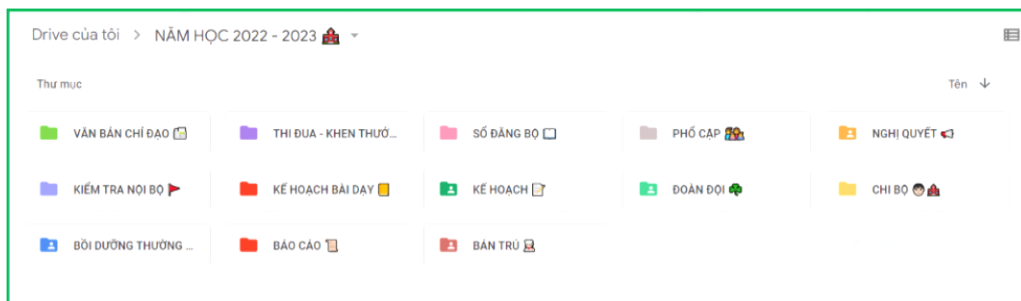 Drive của tôi > NĂM HỌC 2022 - 2023
Thư mục Tên
VĂN BẢN CHỈ ĐẠO THI ĐUA - KHEN THƯỞ... SỔ ĐĂNG BỘ PHỔ CẬP NGHỊ QUYẾT
KIỂM TRA NỘI BỘ KẾ HOẠCH BÀI DẠY KẾ HOẠCH ĐOÀN ĐỘI CHI BỘ
BỒI DƯỠNG THƯỜNG ... BÁO CÁO BÁN TRÚ